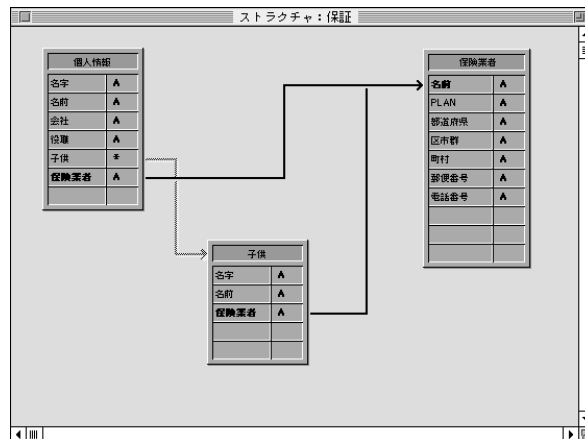 ストラクチャ：保証
個人情報
名字 A
名前 A
会社 A
役職 A
子供 *
保険業者 A
子供
名字 A
名前 A
保険業者 A
保険業者
名前 A
PLAN A
都道府県 A
区市群 A
町村 A
郵便番号 A
電話番号 A